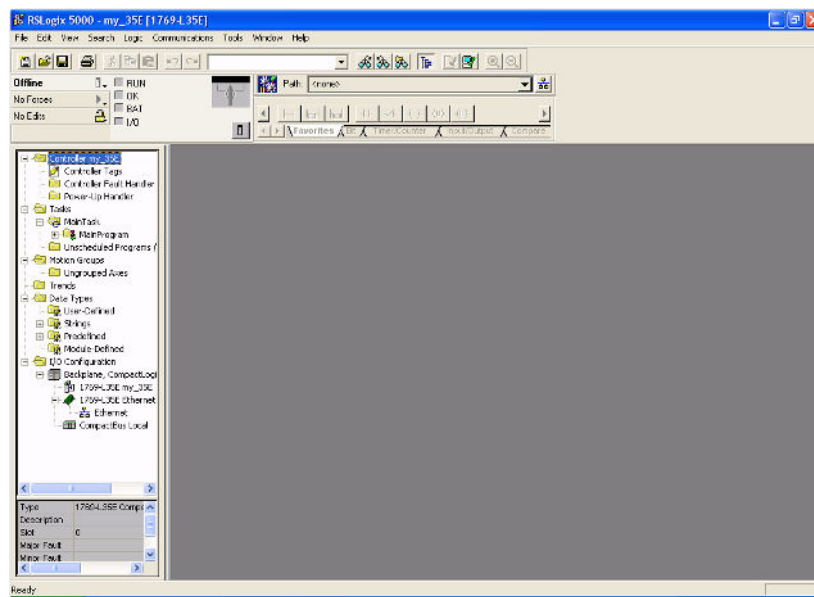 RSLogix 5000 - my_35E [1769-L35E]
File Edit View Search Logic Communications Tools Window Help
Offline
RUN
No Forces
OK
BAT
No Edits
I/O
Path: <none>
Favorites Bit Timer/Counter Input/Output Compare
Controller my_35E
Controller Tags
Controller Fault Handler
Power-Up Handler
Tasks
MainTask
MainProgram
Unscheduled Programs /
Motion Groups
Ungrouped Axes
Trends
Data Types
User-Defined
Strings
Predefined
Module-Defined
I/O Configuration
Backplane, CompactLogi
1769-L35E my_35E
1769-L35E Ethernet
Ethernet
CompactBus Local
Type 1769-L35E Compa
Description
Slot 0
Major Fault
Minor Fault
Ready